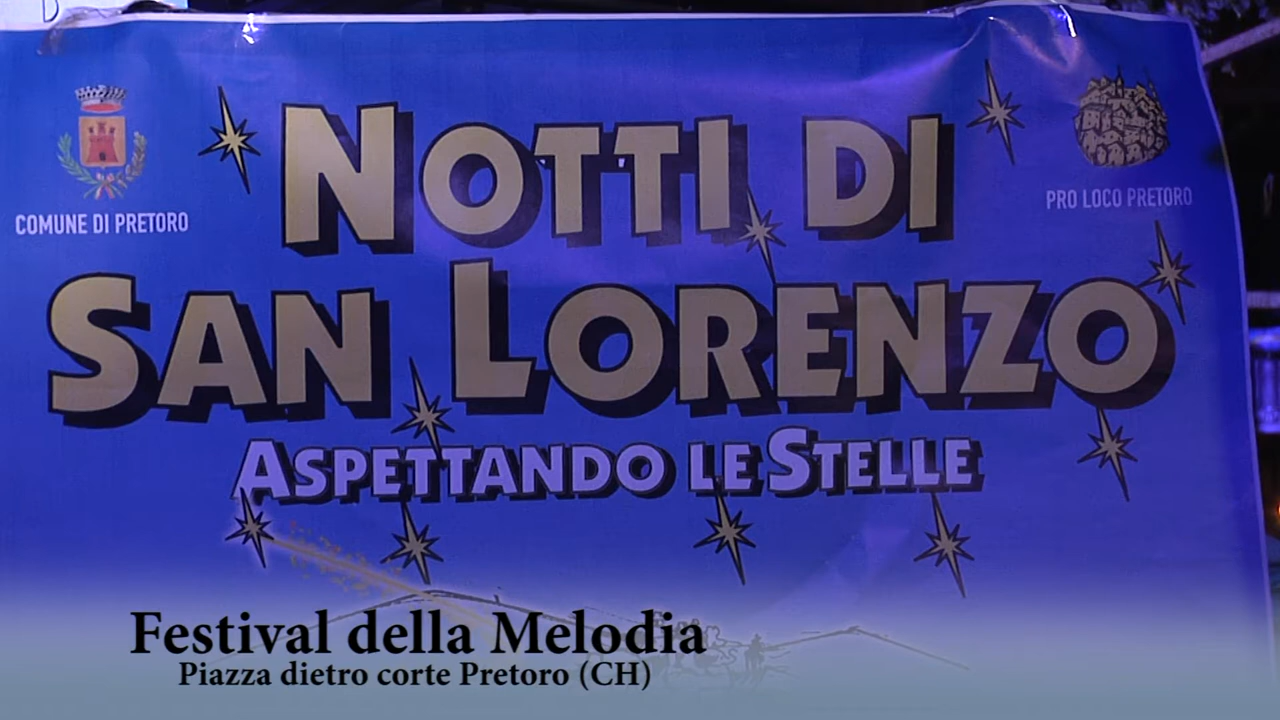 COMUNE DI PRETORO
PRO LOCO PRETORO
NOTTI DI
SAN LORENZO
ASPETTANDO LE STELLE
Festival della Melodia
Piazza dietro corte Pretoro (CH)